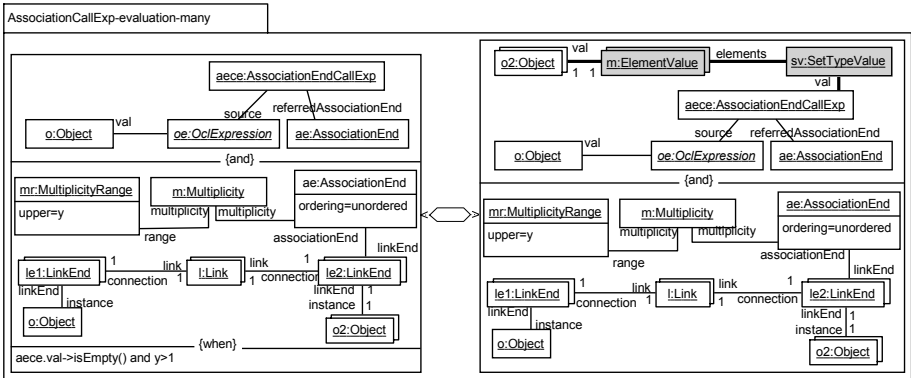 AssociationCallExp-evaluation-many
aece:AssociationEndCallExp
source
referredAssociationEnd
o:Object
val
oe:OclExpression
ae:AssociationEnd
{and}
mr:MultiplicityRange
upper=y
m:Multiplicity
multiplicity
multiplicity
range
ae:AssociationEnd
ordering=unordered
associationEnd
linkEnd
le1:LinkEnd
1
connection
link
1
l:Link
link
1
1
connection
le2:LinkEnd
linkEnd
instance
linkEnd
1
instance
1
o:Object
o2:Object
{when}
aece.val->isEmpty() and y>1
o2:Object
val
1
1
m:ElementValue
elements
sv:SetTypeValue
val
aece:AssociationEndCallExp
source
referredAssociationEnd
o:Object
val
oe:OclExpression
ae:AssociationEnd
{and}
mr:MultiplicityRange
upper=y
m:Multiplicity
multiplicity
multiplicity
range
ae:AssociationEnd
ordering=unordered
associationEnd
linkEnd
le1:LinkEnd
1
connection
link
1
l:Link
link
1
1
connection
le2:LinkEnd
linkEnd
instance
linkEnd
1
instance
1
o:Object
o2:Object